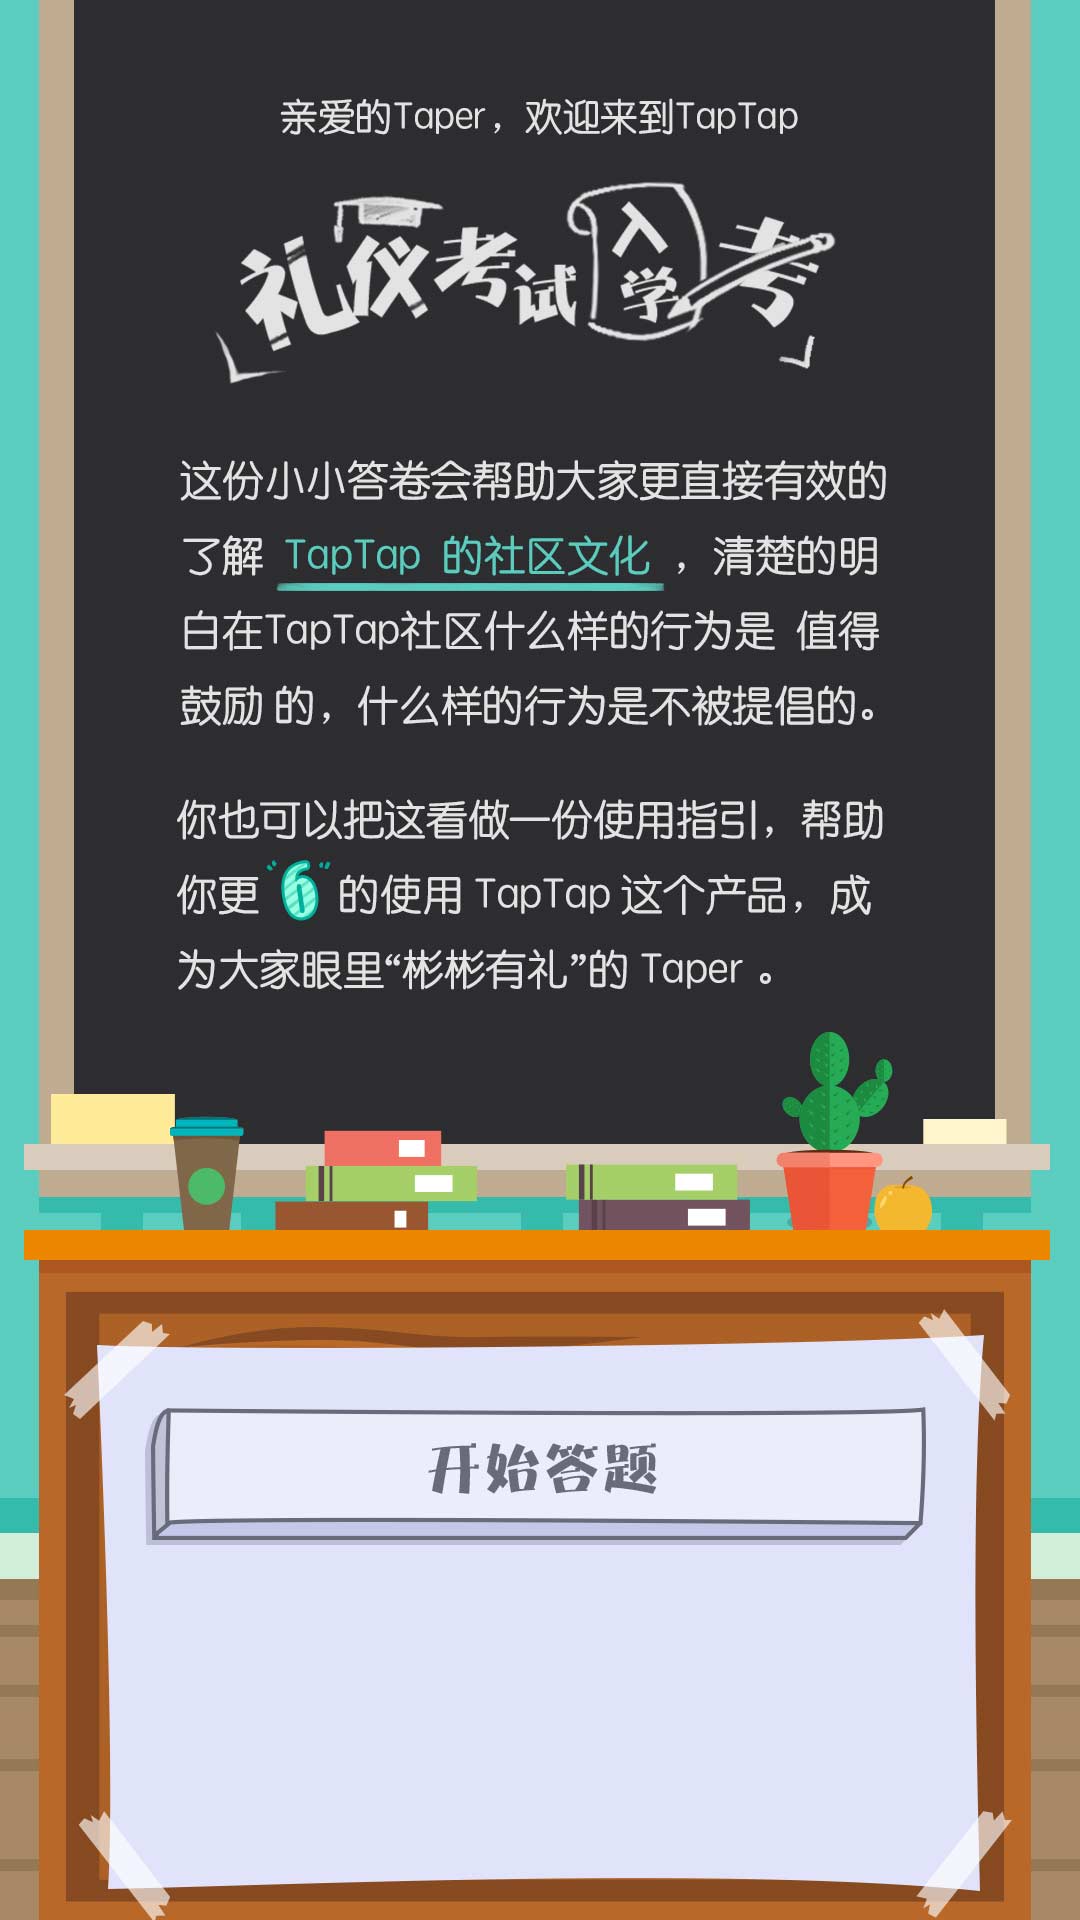 亲爱的Taper，欢迎来到TapTap
礼仪考试入学考
这份小小答卷会帮助大家更直接有效的
了解 TapTap 的社区文化 ，清楚的明
白在TapTap社区什么样的行为是 值得
鼓励 的，什么样的行为是不被提倡的。
你也可以把这看做一份使用指引，帮助
你更“6”的使用 TapTap 这个产品，成
为大家眼里“彬彬有礼”的 Taper 。
开始答题